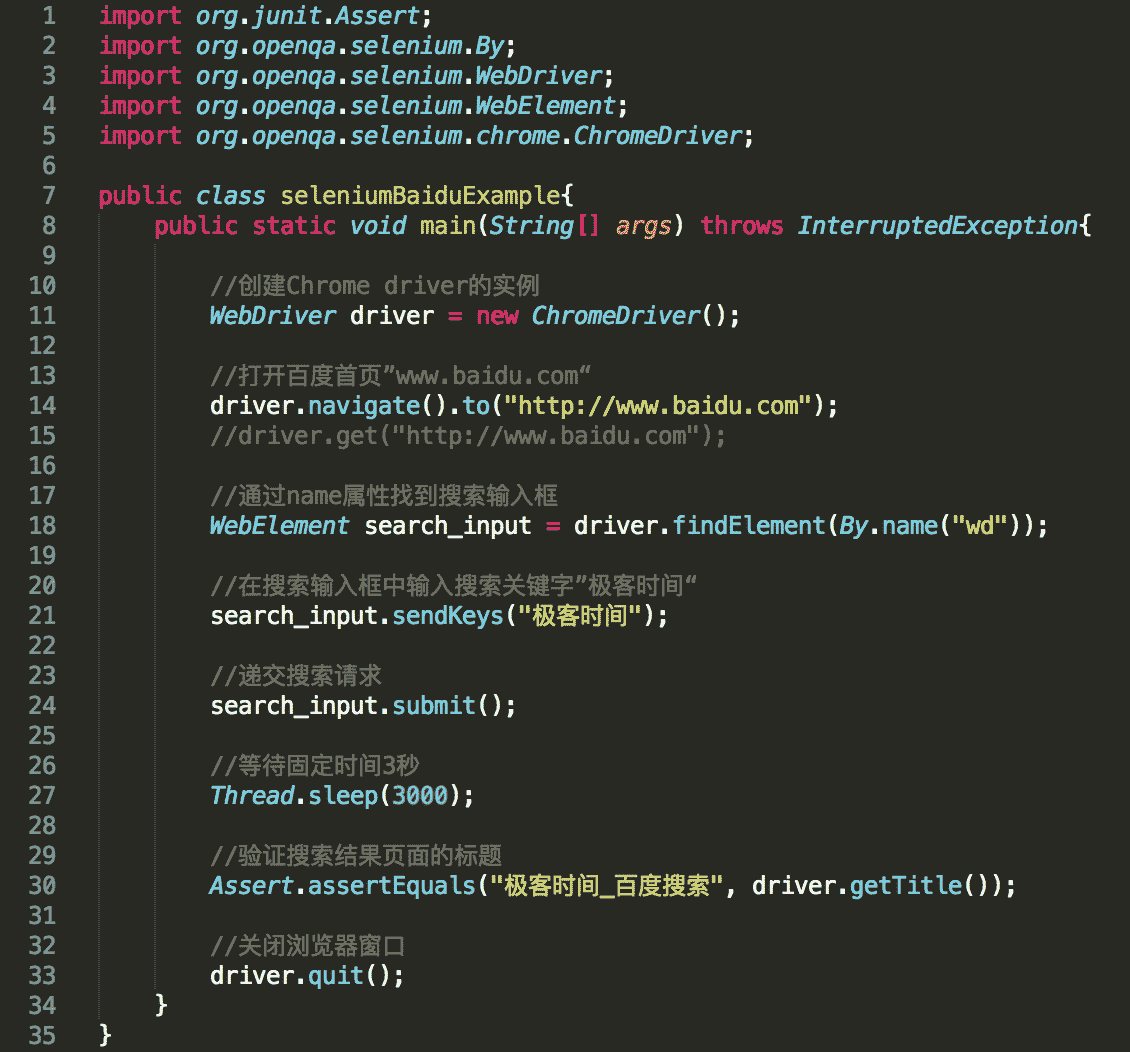 1 import org.junit.Assert;
2 import org.openqa.selenium.By;
3 import org.openqa.selenium.WebDriver;
4 import org.openqa.selenium.WebElement;
5 import org.openqa.selenium.chrome.ChromeDriver;
6
7 public class seleniumBaiduExample{
8     public static void main(String[] args) throws InterruptedException{
9
10         //创建Chrome driver的实例
11         WebDriver driver = new ChromeDriver();
12
13         //打开百度首页”www.baidu.com“
14         driver.navigate().to("http://www.baidu.com");
15         //driver.get("http://www.baidu.com");
16
17         //通过name属性找到搜索输入框
18         WebElement search_input = driver.findElement(By.name("wd"));
19
20         //在搜索输入框中输入搜索关键字”极客时间“
21         search_input.sendKeys("极客时间");
22
23         //递交搜索请求
24         search_input.submit();
25
26         //等待固定时间3秒
27         Thread.sleep(3000);
28
29         //验证搜索结果页面的标题
30         Assert.assertEquals("极客时间_百度搜索", driver.getTitle());
31
32         //关闭浏览器窗口
33         driver.quit();
34     }
35 }